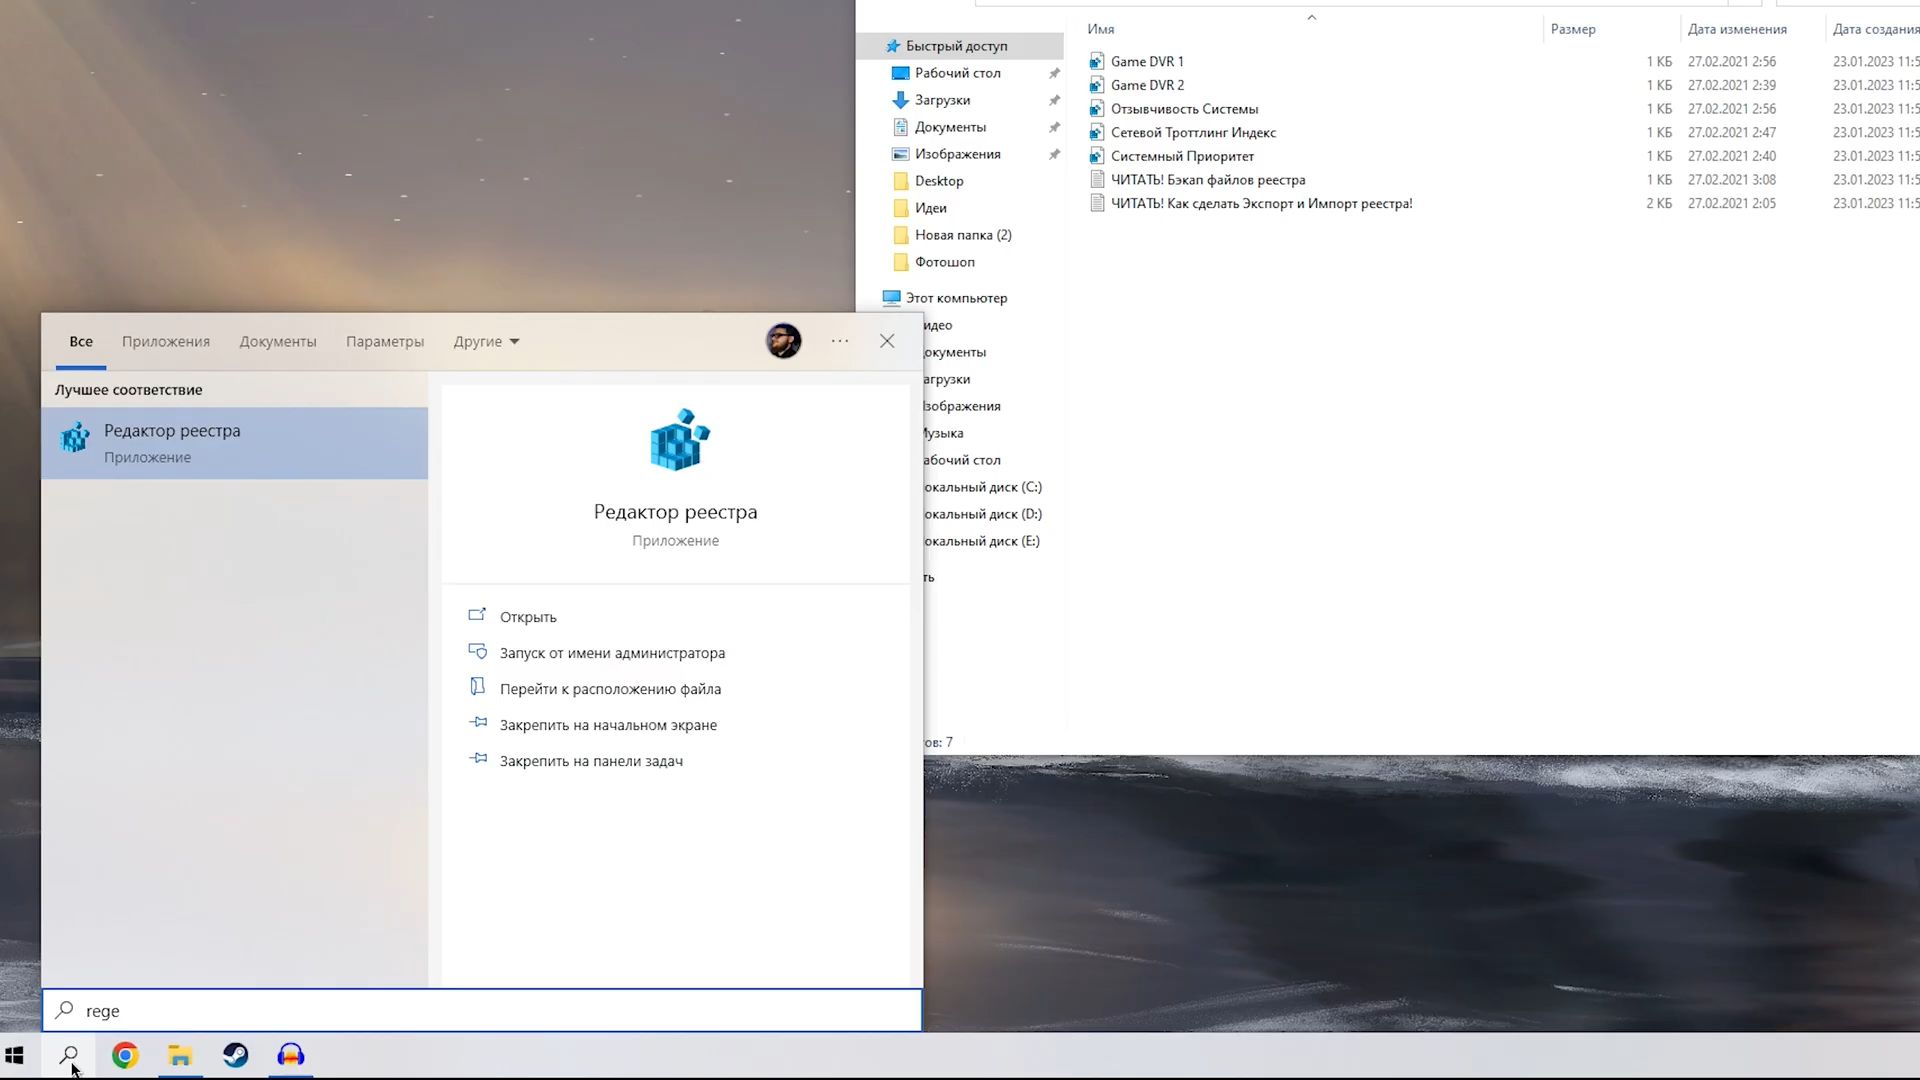 Имя Размер Дата изменения Дата создания
Быстрый доступ
Рабочий стол
Загрузки
Документы
Изображения
Desktop
Идеи
Новая папка (2)
Фотошоп
Этот компьютер
идео
окументы
агрузки
зображения
узыка
абочий стол
окальный диск (C:)
окальный диск (D:)
окальный диск (E:)
ть
ов: 7
Game DVR 1 1 КБ 27.02.2021 2:56 23.01.2023 11:5
Game DVR 2 1 КБ 27.02.2021 2:39 23.01.2023 11:5
Отзывчивость Системы 1 КБ 27.02.2021 2:56 23.01.2023 11:5
Сетевой Троттлинг Индекс 1 КБ 27.02.2021 2:47 23.01.2023 11:5
Системный Приоритет 1 КБ 27.02.2021 2:40 23.01.2023 11:5
ЧИТАТЬ! Бэкап файлов реестра 1 КБ 27.02.2021 3:08 23.01.2023 11:5
ЧИТАТЬ! Как сделать Экспорт и Импорт реестра! 2 КБ 27.02.2021 2:05 23.01.2023 11:5
Все Приложения Документы Параметры Другие
Лучшее соответствие
Редактор реестра
Приложение
Редактор реестра
Приложение
Открыть
Запуск от имени администратора
Перейти к расположению файла
Закрепить на начальном экране
Закрепить на панели задач
rege